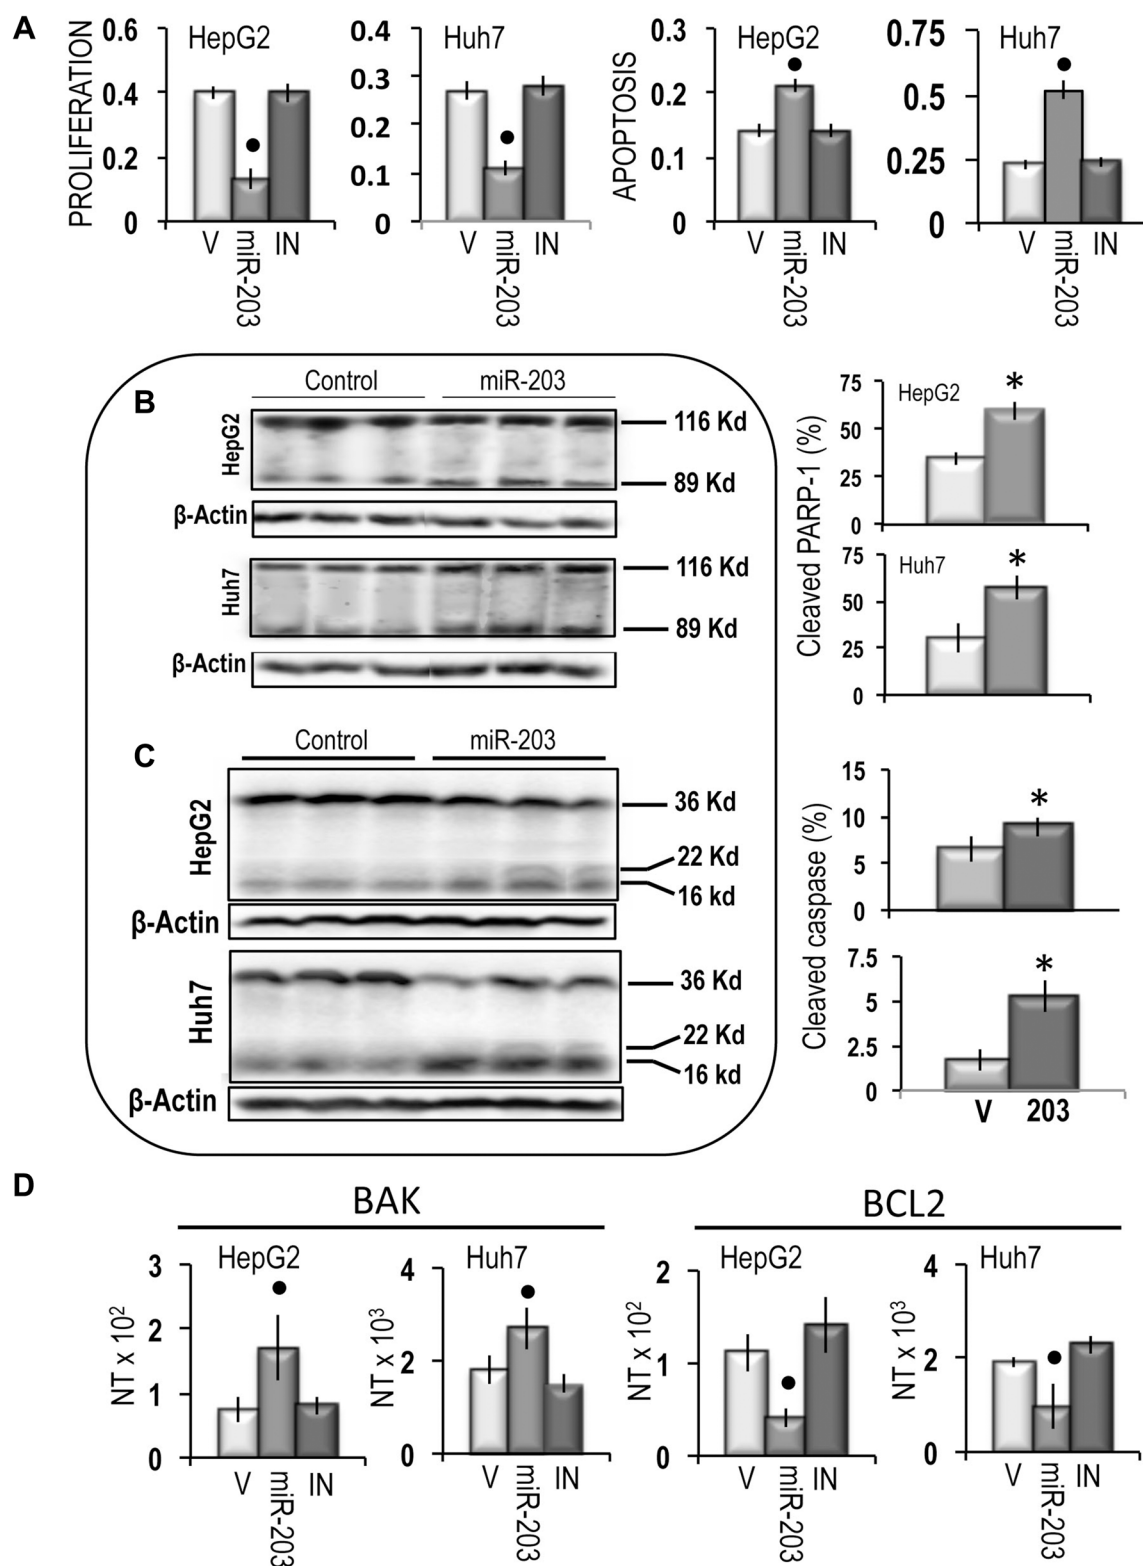 A
PROLIFERATION
0.6
0.4
0.2
0
HepG2
●
V
miR-203
IN
0.4
0.3
0.2
0.1
0
Huh7
●
V
miR-203
IN
APOPTOSIS
0.3
0.2
0.1
0
HepG2
●
V
miR-203
IN
0.75
0.5
0.25
0
Huh7
●
V
miR-203
IN
B
Control
miR-203
HepG2
116 Kd
89 Kd
β-Actin
Huh7
116 Kd
89 Kd
β-Actin
Cleaved PARP-1 (%)
75
50
25
0
HepG2
*
75
50
25
0
Huh7
*
C
Control
miR-203
HepG2
36 Kd
22 Kd
16 kd
β-Actin
Huh7
36 Kd
22 Kd
16 kd
β-Actin
Cleaved caspase (%)
15
10
5
0
*
7.5
5
2.5
0
*
V
203
D
BAK
BCL2
HepG2
NT x 10²
3
2
1
0
●
V
miR-203
IN
Huh7
NT x 10³
4
2
0
●
V
miR-203
IN
HepG2
NT x 10²
2
1
0
●
V
miR-203
IN
Huh7
NT x 10³
4
2
0
●
V
miR-203
IN